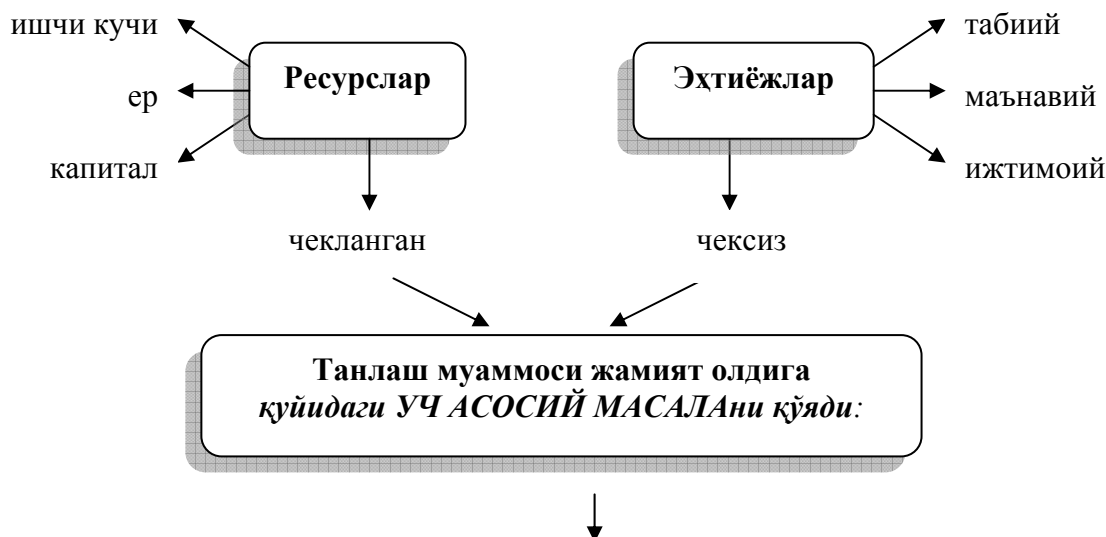 ишчи кучи
ер
капитал
Ресурслар
Эҳтиёжлар
табиий
маънавий
ижтимоий
чекланган
чексиз
Танлаш муаммоси жамият олдига
қуйидаги УЧ АСОСИЙ МАСАЛАни қўяди: